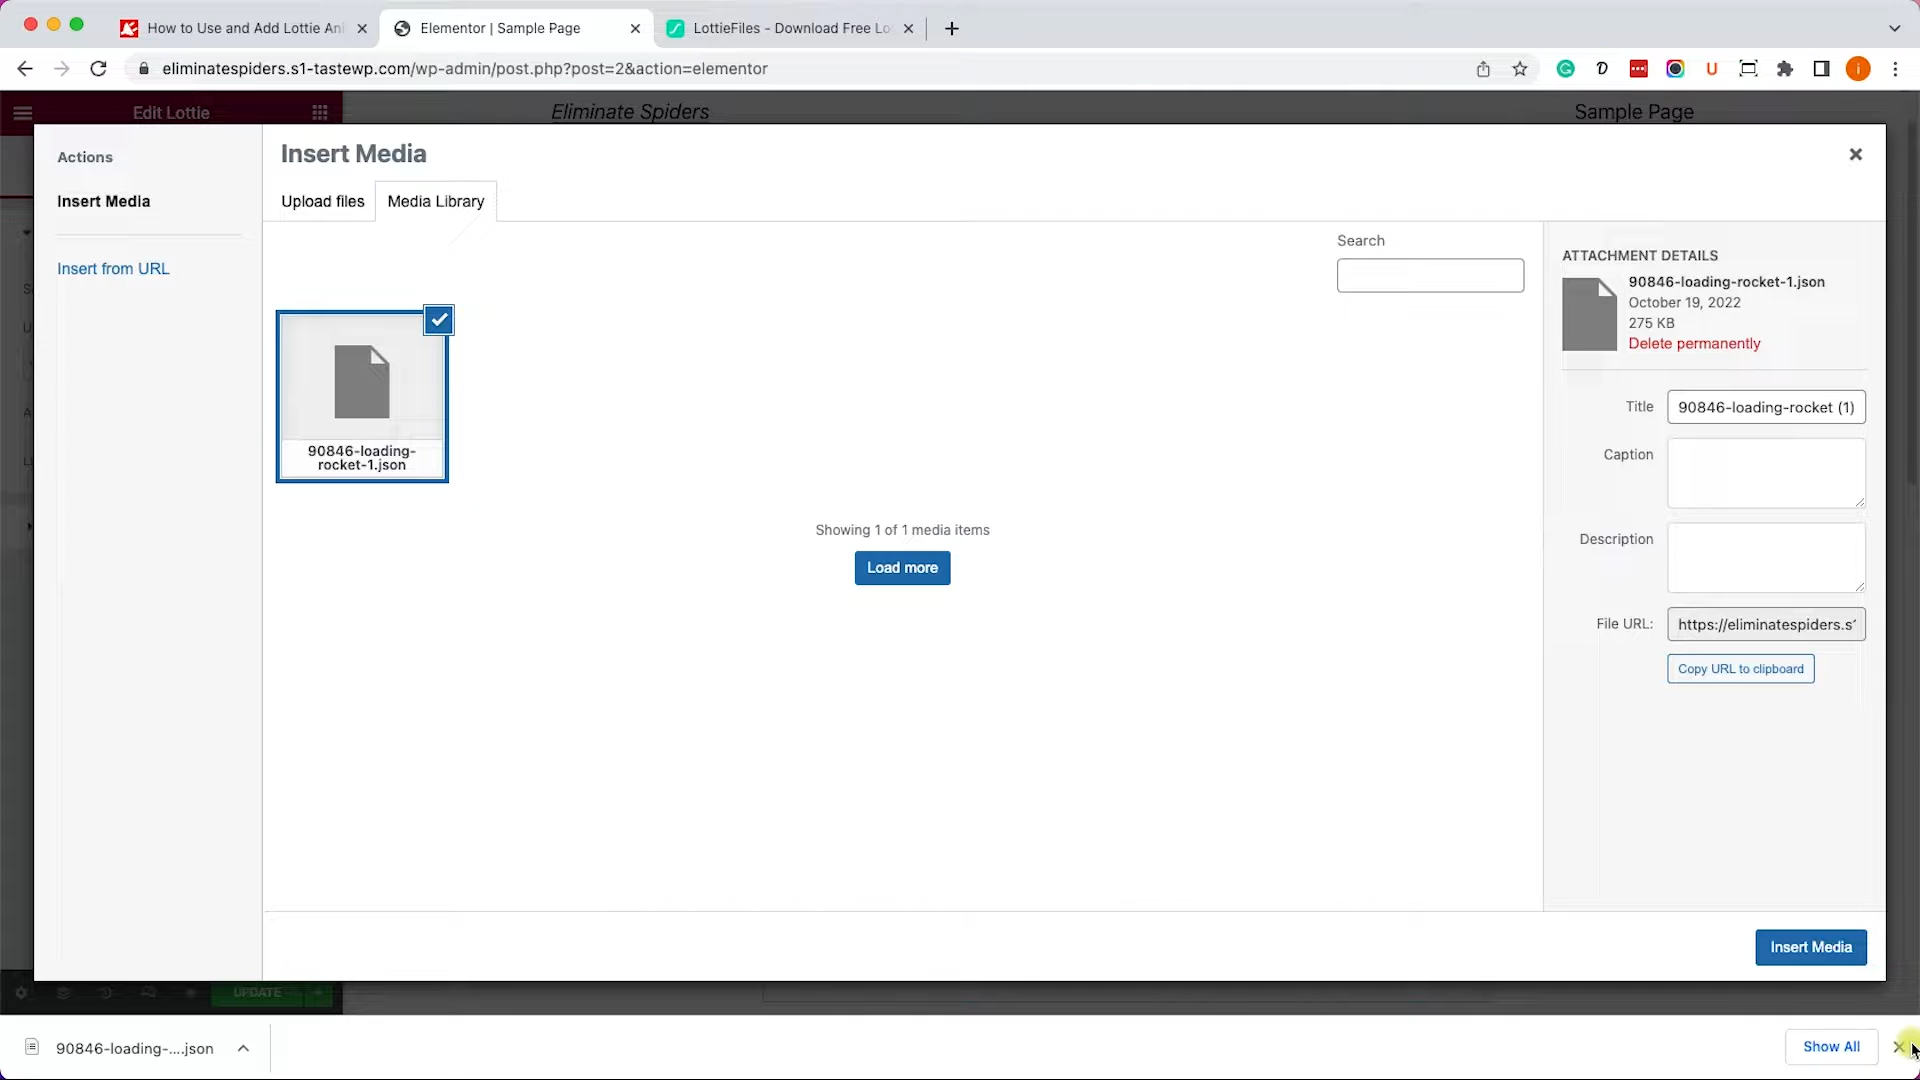 How to Use and Add Lottie Ani
Elementor | Sample Page
LottieFiles - Download Free Lo
eliminatespiders.s1-tastewp.com/wp-admin/post.php?post=2&action=elementor
Edit Lottie
Eliminate Spiders
Sample Page
Actions
Insert Media
Insert from URL
Insert Media
Upload files
Media Library
Search
90846-loading-
rocket-1.json
Showing 1 of 1 media items
Load more
ATTACHMENT DETAILS
90846-loading-rocket-1.json
October 19, 2022
275 KB
Delete permanently
Title
90846-loading-rocket (1)
Caption
Description
File URL:
https://eliminatespiders.s1
Copy URL to clipboard
Insert Media
UPDATE
90846-loading-....json
Show All